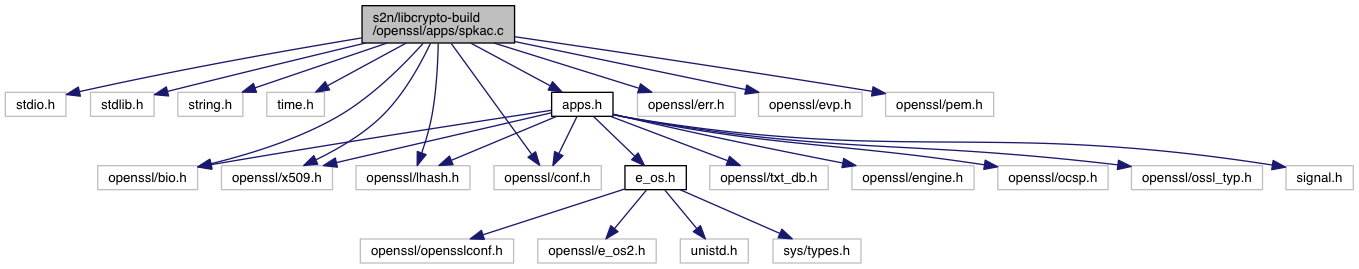 s2n/libcrypto-build
/openssl/apps/spkac.c
stdio.h
stdlib.h
string.h
time.h
apps.h
openssl/err.h
openssl/evp.h
openssl/pem.h
openssl/bio.h
openssl/x509.h
openssl/lhash.h
openssl/conf.h
e_os.h
openssl/txt_db.h
openssl/engine.h
openssl/ocsp.h
openssl/ossl_typ.h
signal.h
openssl/opensslconf.h
openssl/e_os2.h
unistd.h
sys/types.h